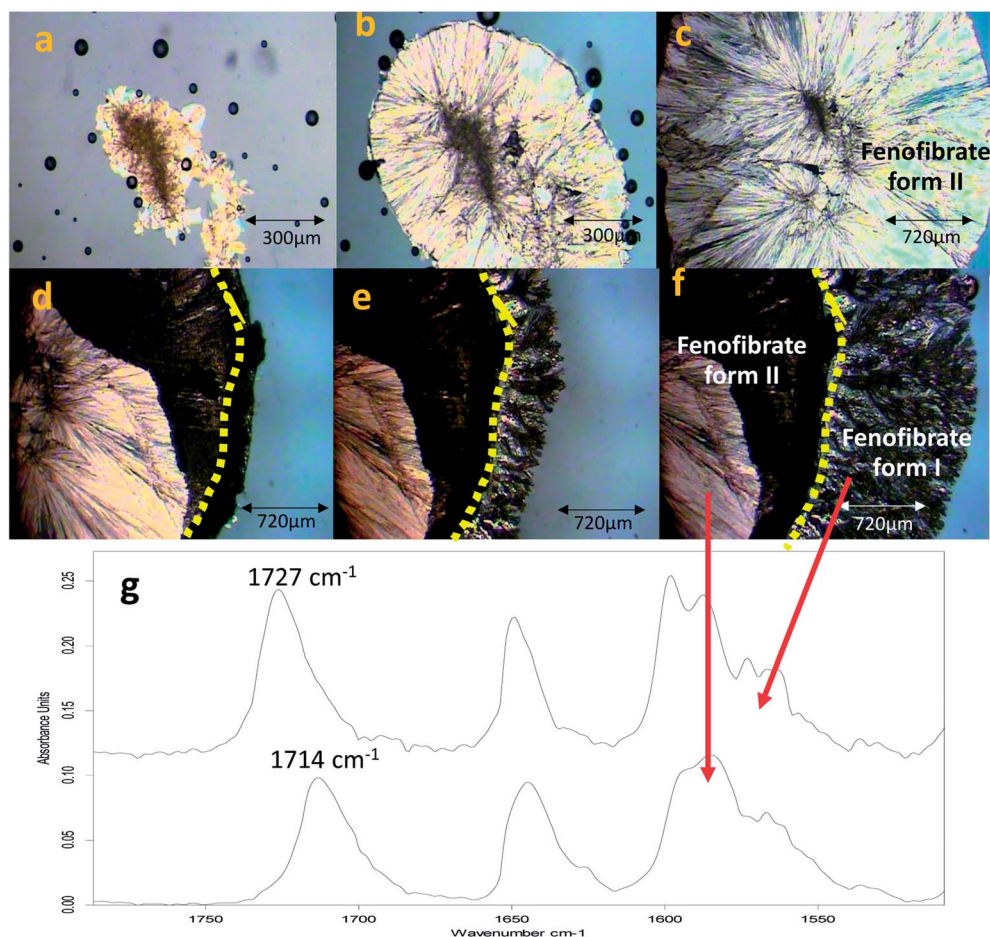 a
b
c
Fenofibrate
form II
300μm
300μm
720μm
d
e
f
Fenofibrate
form II
Fenofibrate
form I
720μm
720μm
720μm
g
1727 cm-1
1714 cm-1
Absorbance Units
0.25
0.20
0.15
0.10
0.05
0.00
1750
1700
1650
1600
1550
Wavenumber cm-1